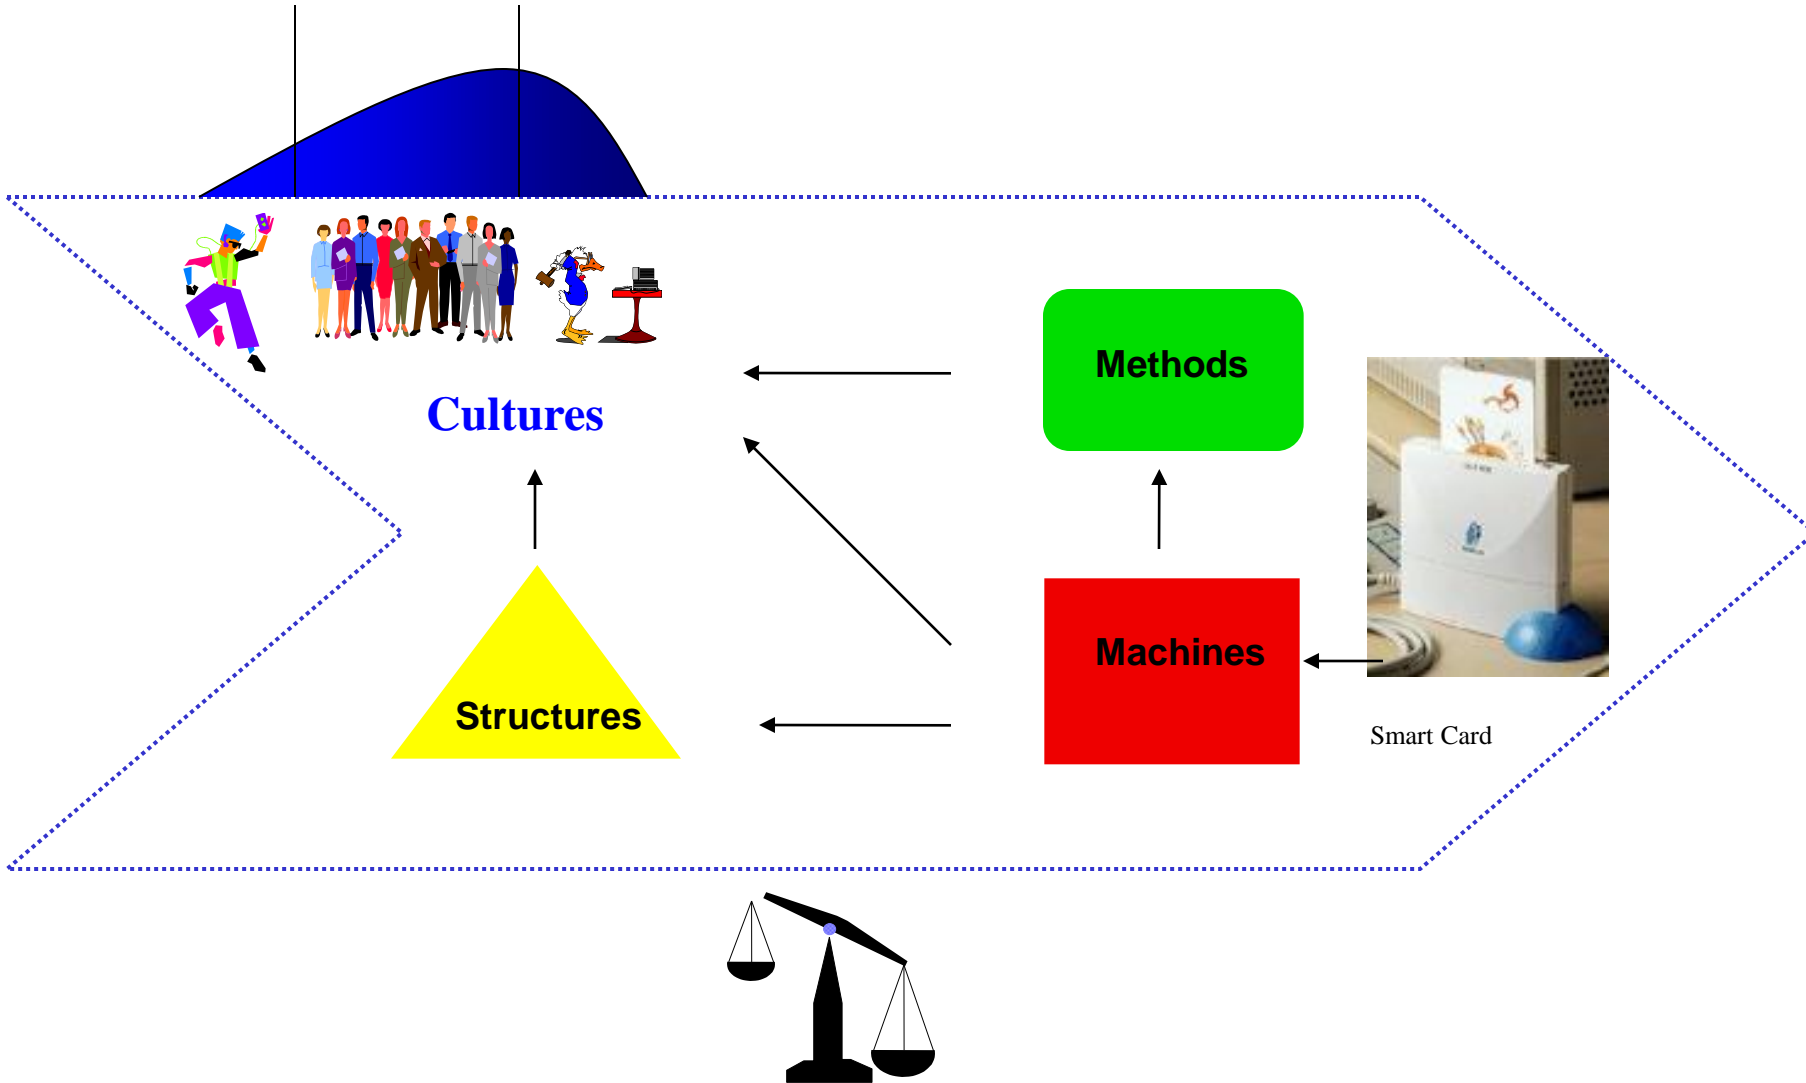 Methods
Cultures
Machines
Structures
Smart Card